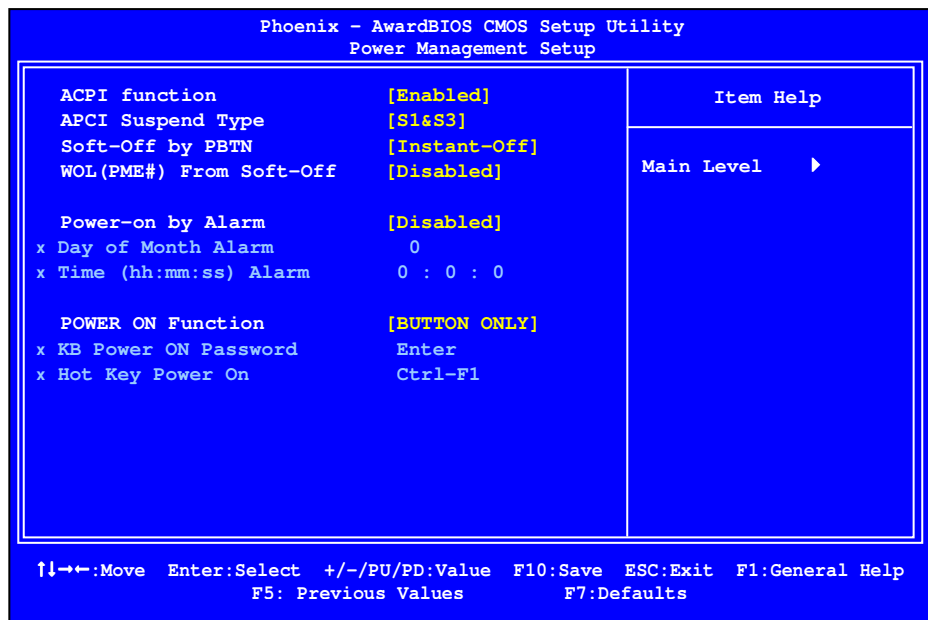 Phoenix - AwardBIOS CMOS Setup Utility
Power Management Setup
ACPI function [Enabled]
APCI Suspend Type [S1&S3]
Soft-Off by PBTN [Instant-Off]
WOL(PME#) From Soft-Off [Disabled]
Power-on by Alarm [Disabled]
x Day of Month Alarm 0
x Time (hh:mm:ss) Alarm 0 : 0 : 0
POWER ON Function [BUTTON ONLY]
x KB Power ON Password Enter
x Hot Key Power On Ctrl-F1
Item Help
Main Level
↑↓→←:Move Enter:Select +/-/PU/PD:Value F10:Save ESC:Exit F1:General Help
F5: Previous Values F7:Defaults